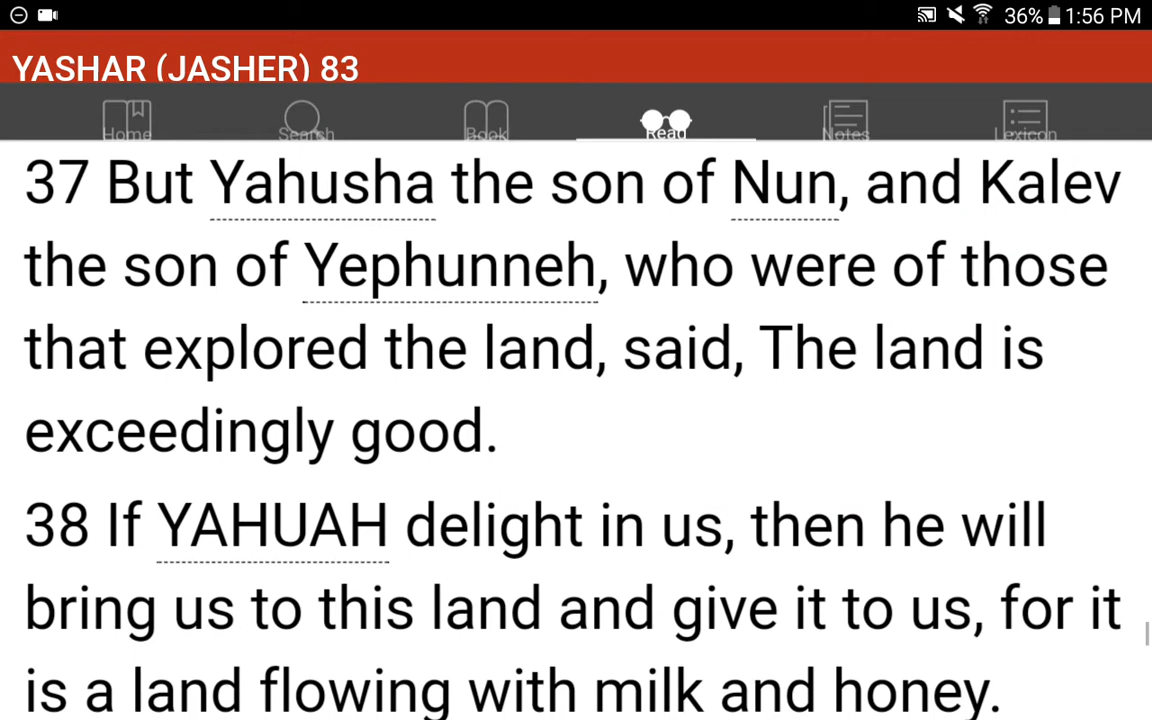 36% 1:56 PM
YASHAR (JASHER) 83
Home Search Book Read Notes Lexicon
37 But Yahusha the son of Nun, and Kalev
the son of Yephunneh, who were of those
that explored the land, said, The land is
exceedingly good.
38 If YAHUAH delight in us, then he will
bring us to this land and give it to us, for it
is a land flowing with milk and honey.